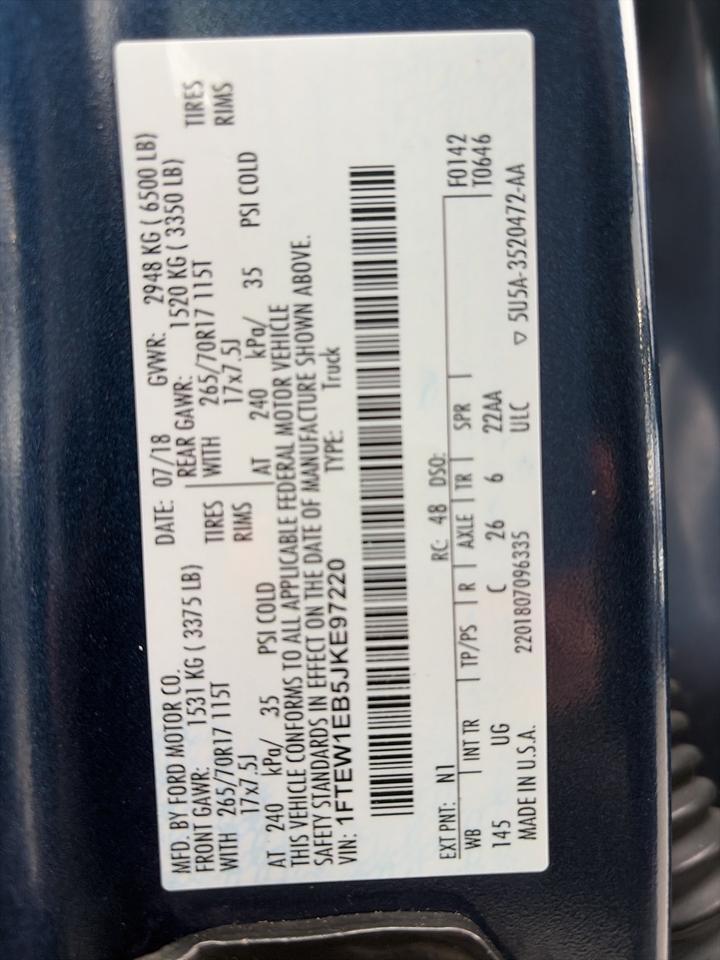 MFD. BY FORD MOTOR CO.
DATE: 07/18 GVWR: 2948 KG ( 6500 LB)
FRONT GAWR: 1531 KG ( 3375 LB) REAR GAWR: 1520 KG ( 3350 LB)
WITH 265/70R17 115T TIRES WITH 265/70R17 115T TIRES
17x7.5J RIMS 17x7.5J RIMS
AT 240 kPa/ 35 PSI COLD AT 240 kPa/ 35 PSI COLD
THIS VEHICLE CONFORMS TO ALL APPLICABLE FEDERAL MOTOR VEHICLE
SAFETY STANDARDS IN EFFECT ON THE DATE OF MANUFACTURE SHOWN ABOVE.
VIN: 1FTEW1EB5JKE97220 TYPE: Truck
F0142
EXT PNT: N1 RC: 48 DSO: T0646
WB INT TR TP/PS R AXLE TR SPR
145 UG C 26 6 22AA
MADE IN U.S.A. 2201807096335 ULC ▽ 5U5A-3520472-AA